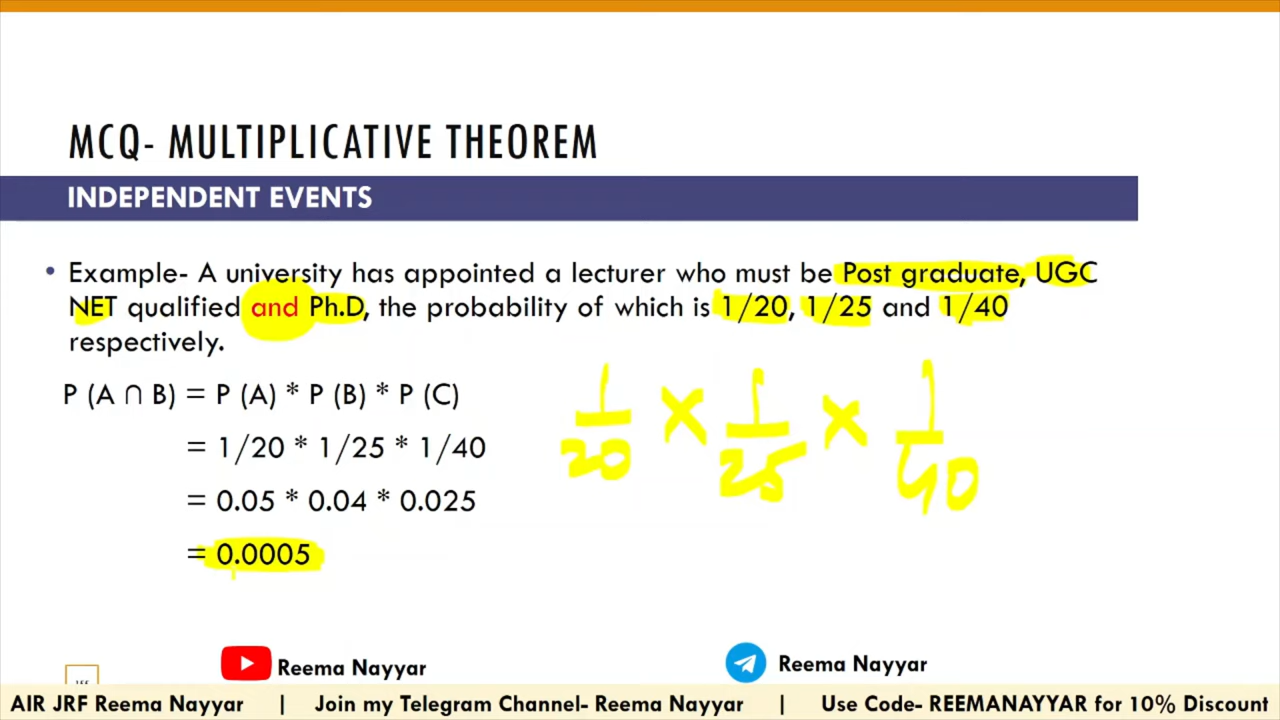 MCQ- MULTIPLICATIVE THEOREM
INDEPENDENT EVENTS
• Example- A university has appointed a lecturer who must be Post graduate, UGC
NET qualified and Ph.D, the probability of which is 1/20, 1/25 and 1/40
respectively.
P (A ∩ B) = P (A) * P (B) * P (C)
= 1/20 * 1/25 * 1/40
= 0.05 * 0.04 * 0.025
= 0.0005
1/20 × 1/25 × 1/40
Reema Nayyar
Reema Nayyar
AIR JRF Reema Nayyar | Join my Telegram Channel- Reema Nayyar | Use Code- REEMANAYYAR for 10% Discount